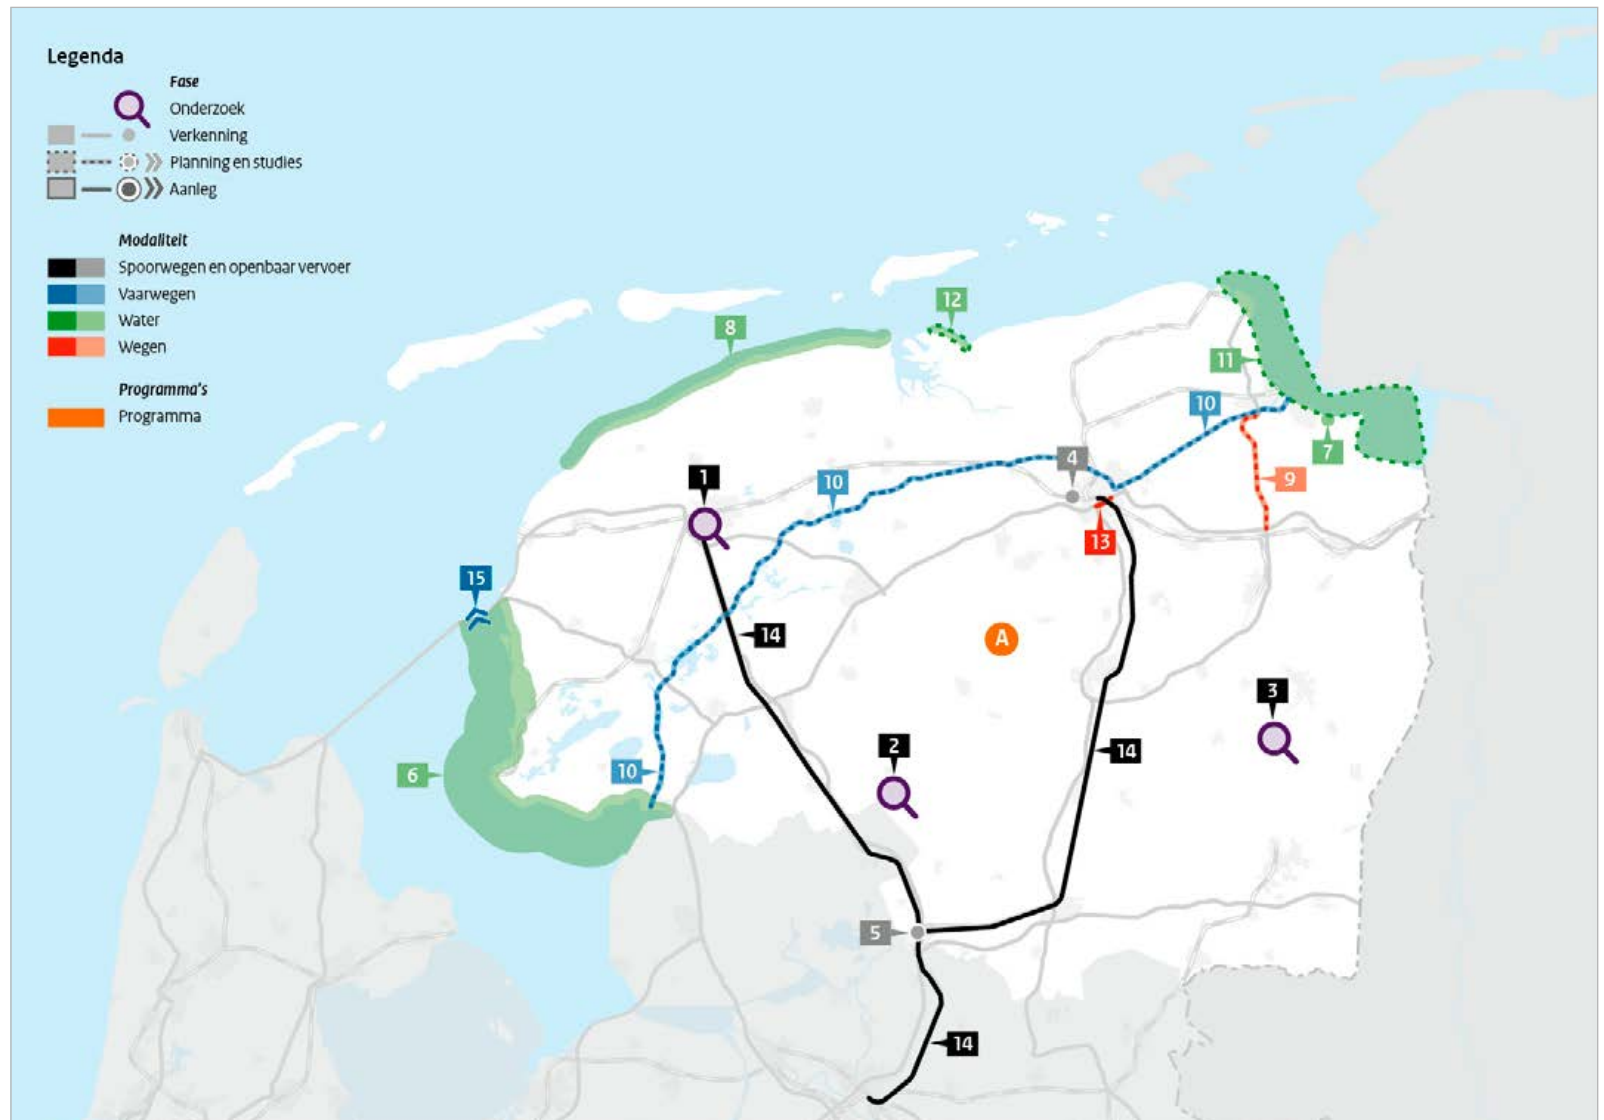 Legenda
Fase
Onderzoek
Verkenning
Planning en studies
Aanleg
Modaliteit
Spoorwegen en openbaar vervoer
Vaarwegen
Water
Wegen
Programma's
Programma
12
8
11
10
7
4
9
1
10
13
15
14
A
3
2
14
6
10
5
14